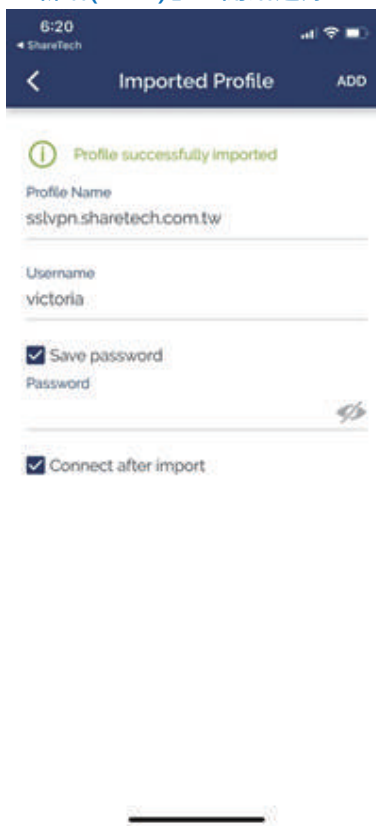 6:20
ShareTech
Imported Profile
ADD
Profile successfully imported
Profile Name
sslvpn.sharetech.com.tw
Username
victoria
Save password
Password
Connect after import